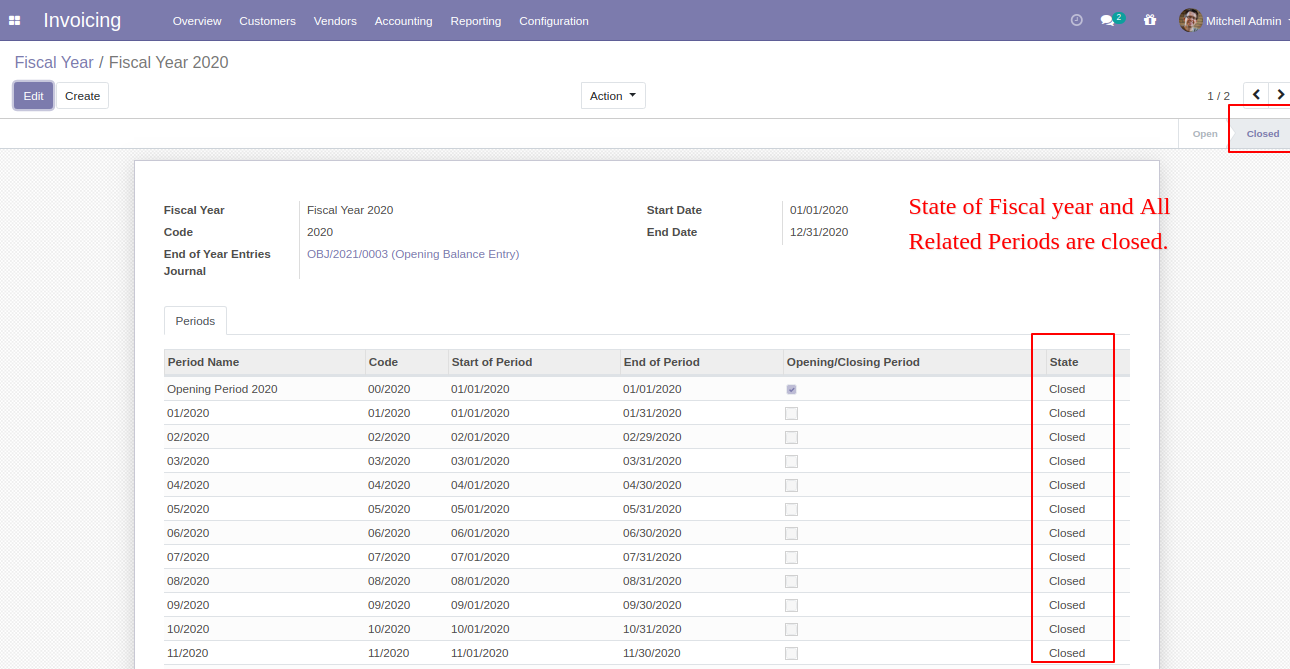 Invoicing Overview Customers Vendors Accounting Reporting Configuration 2 Mitchell Admin
Fiscal Year / Fiscal Year 2020
Edit Create Action 1 / 2
Open Closed
Fiscal Year Fiscal Year 2020 Start Date 01/01/2020
Code 2020 End Date 12/31/2020
End of Year Entries Journal OBJ/2021/0003 (Opening Balance Entry)
State of Fiscal year and All
Related Periods are closed.
Periods
Period Name Code Start of Period End of Period Opening/Closing Period State
Opening Period 2020 00/2020 01/01/2020 01/01/2020 Closed
01/2020 01/2020 01/01/2020 01/31/2020 Closed
02/2020 02/2020 02/01/2020 02/29/2020 Closed
03/2020 03/2020 03/01/2020 03/31/2020 Closed
04/2020 04/2020 04/01/2020 04/30/2020 Closed
05/2020 05/2020 05/01/2020 05/31/2020 Closed
06/2020 06/2020 06/01/2020 06/30/2020 Closed
07/2020 07/2020 07/01/2020 07/31/2020 Closed
08/2020 08/2020 08/01/2020 08/31/2020 Closed
09/2020 09/2020 09/01/2020 09/30/2020 Closed
10/2020 10/2020 10/01/2020 10/31/2020 Closed
11/2020 11/2020 11/01/2020 11/30/2020 Closed